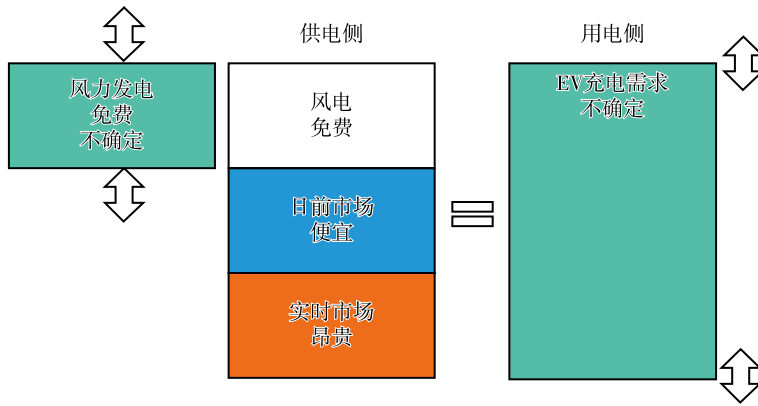 供电侧
用电侧
风力发电
免费
不确定
风电
免费
EV充电需求
不确定
日前市场
便宜
实时市场
昂贵